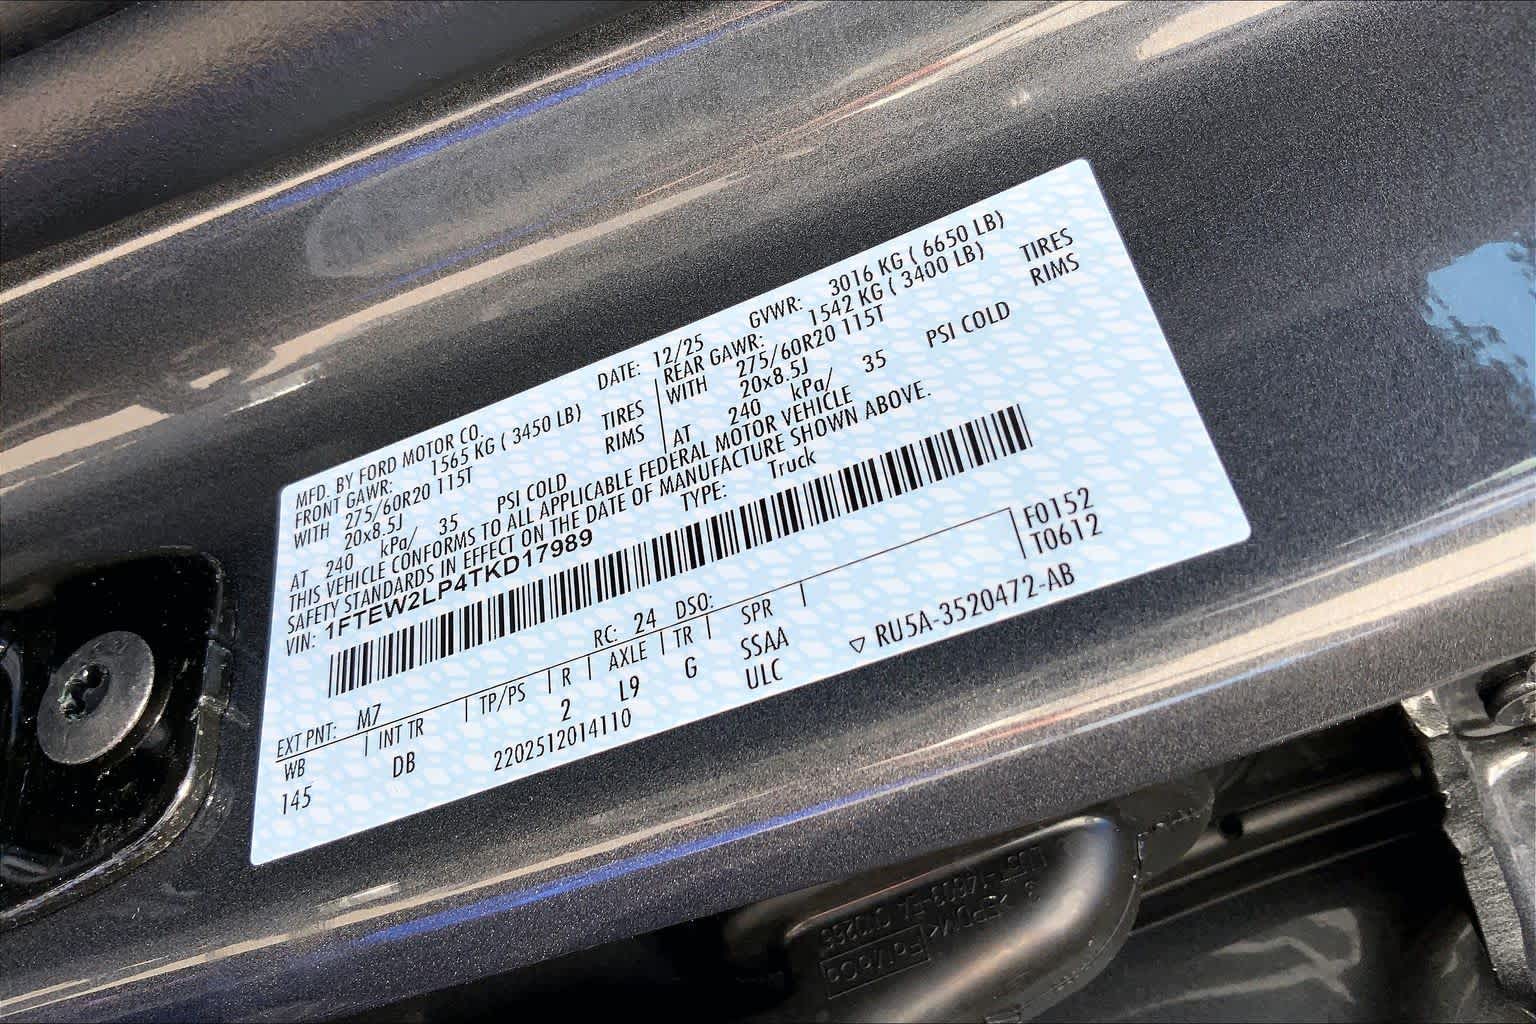 MFD. BY FORD MOTOR CO. DATE: 12/25 GVWR: 3016 KG ( 6650 LB)
FRONT GAWR: 1565 KG ( 3450 LB) REAR GAWR: 1542 KG ( 3400 LB)
WITH 275/60R20 115T TIRES WITH 275/60R20 115T TIRES
20x8.5J RIMS 20x8.5J RIMS
AT 240 kPa/ 35 PSI COLD AT 240 kPa/ 35 PSI COLD
THIS VEHICLE CONFORMS TO ALL APPLICABLE FEDERAL MOTOR VEHICLE
SAFETY STANDARDS IN EFFECT ON THE DATE OF MANUFACTURE SHOWN ABOVE.
VIN: 1FTEW2LP4TKD17989 TYPE: Truck
F0152
T0612
EXT PNT: M7 RC: 24 DSO:
WB INT TR TP/PS R AXLE TR SPR
145 DB 2 L9 G SSAA
2202512014110 ULC
▽ RU5A-3520472-AB